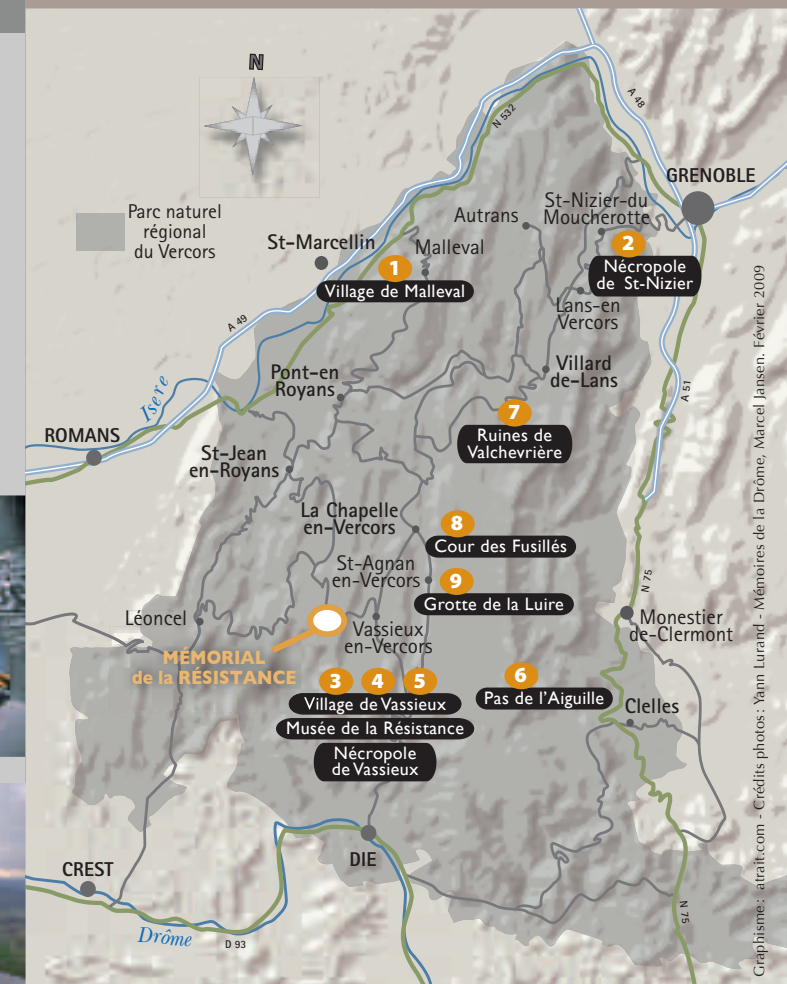 N
A 48
N 532
GRENOBLE
Parc naturel
régional
du Vercors
St-Nizier-du
Moucherotte
Autrans
St-Marcellin
Malleval
1
Village de Malleval
2
Nécropole
de St-Nizier
Lans-en
Vercors
A 49
Isere
Pont-en
Royans
Villard
de-Lans
A 51
7
Ruines de
Valchevrière
ROMANS
St-Jean
en-Royans
La Chapelle
en-Vercors
8
Cour des Fusillés
St-Agnan
en-Vercors
9
Grotte de la Luire
N 75
Léoncel
Vassieux
en-Vercors
Monestier
de-Clermont
MÉMORIAL
de la RÉSISTANCE
3
4
5
Village de Vassieux
Musée de la Résistance
Nécropole
de Vassieux
6
Pas de l'Aiguille
Clelles
DIE
CREST
Drôme
D 93
N 75
Graphisme : atrait.com - Crédits photos : Yann Lurand - Mémoires de la Drôme, Marcel Jansen. Février 2009